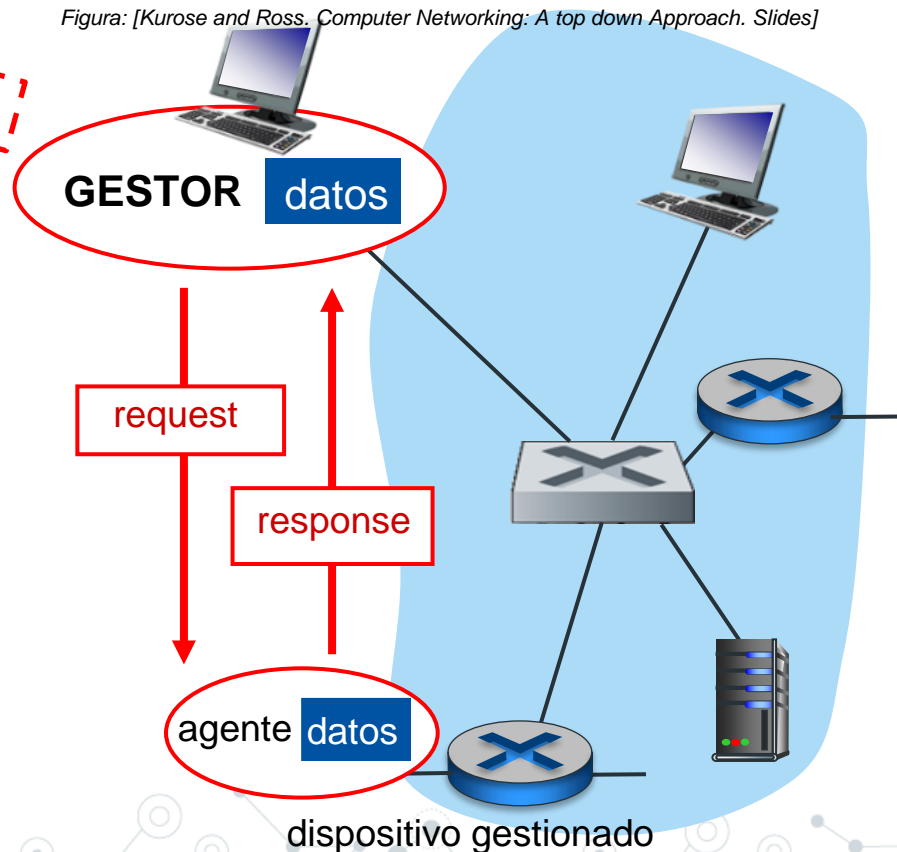 Figura: [Kurose and Ross. Computer Networking: A top down Approach. Slides]
GESTOR datos
request
response
agente datos
dispositivo gestionado